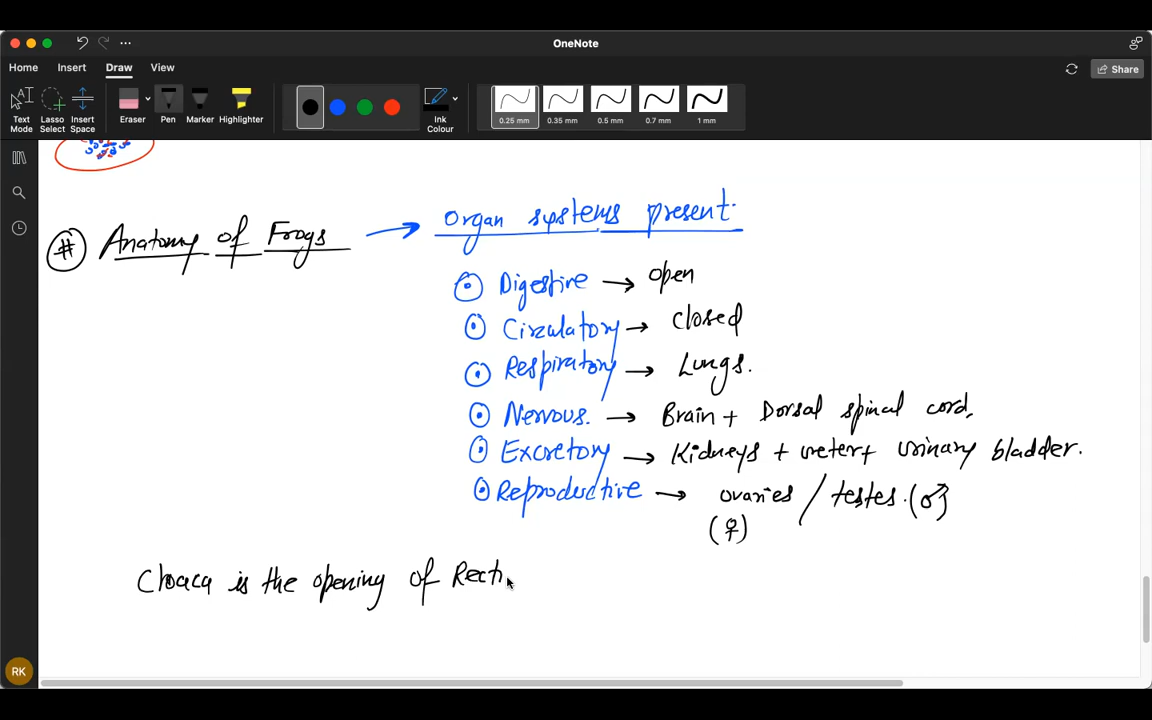 OneNote
Home Insert Draw View
Share
Text Mode
Lasso Select
Insert Space
Eraser
Pen
Marker
Highlighter
Ink Colour
0.25 mm
0.35 mm
0.5 mm
0.7 mm
1 mm
# Anatomy of Frogs → Organ systems present.
Digestive → open
Circulatory → closed
Respiratory → Lungs.
Nervous. → Brain + Dorsal spinal cord.
Excretory → Kidneys + ureter + urinary bladder.
Reproductive → ovaries / testes. (♂)
(♀)
Cloaca is the opening of Rect
RK